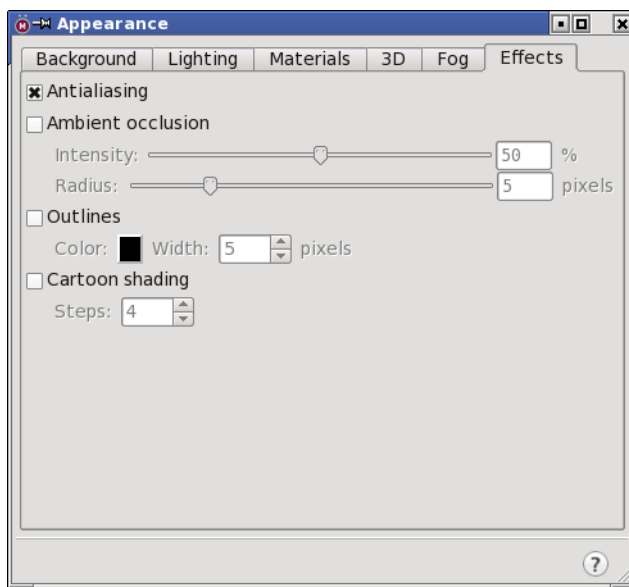 Appearance
Background Lighting Materials 3D Fog Effects
Antialiasing
Ambient occlusion
Intensity: 50 %
Radius: 5 pixels
Outlines
Color: Width: 5 pixels
Cartoon shading
Steps: 4
?